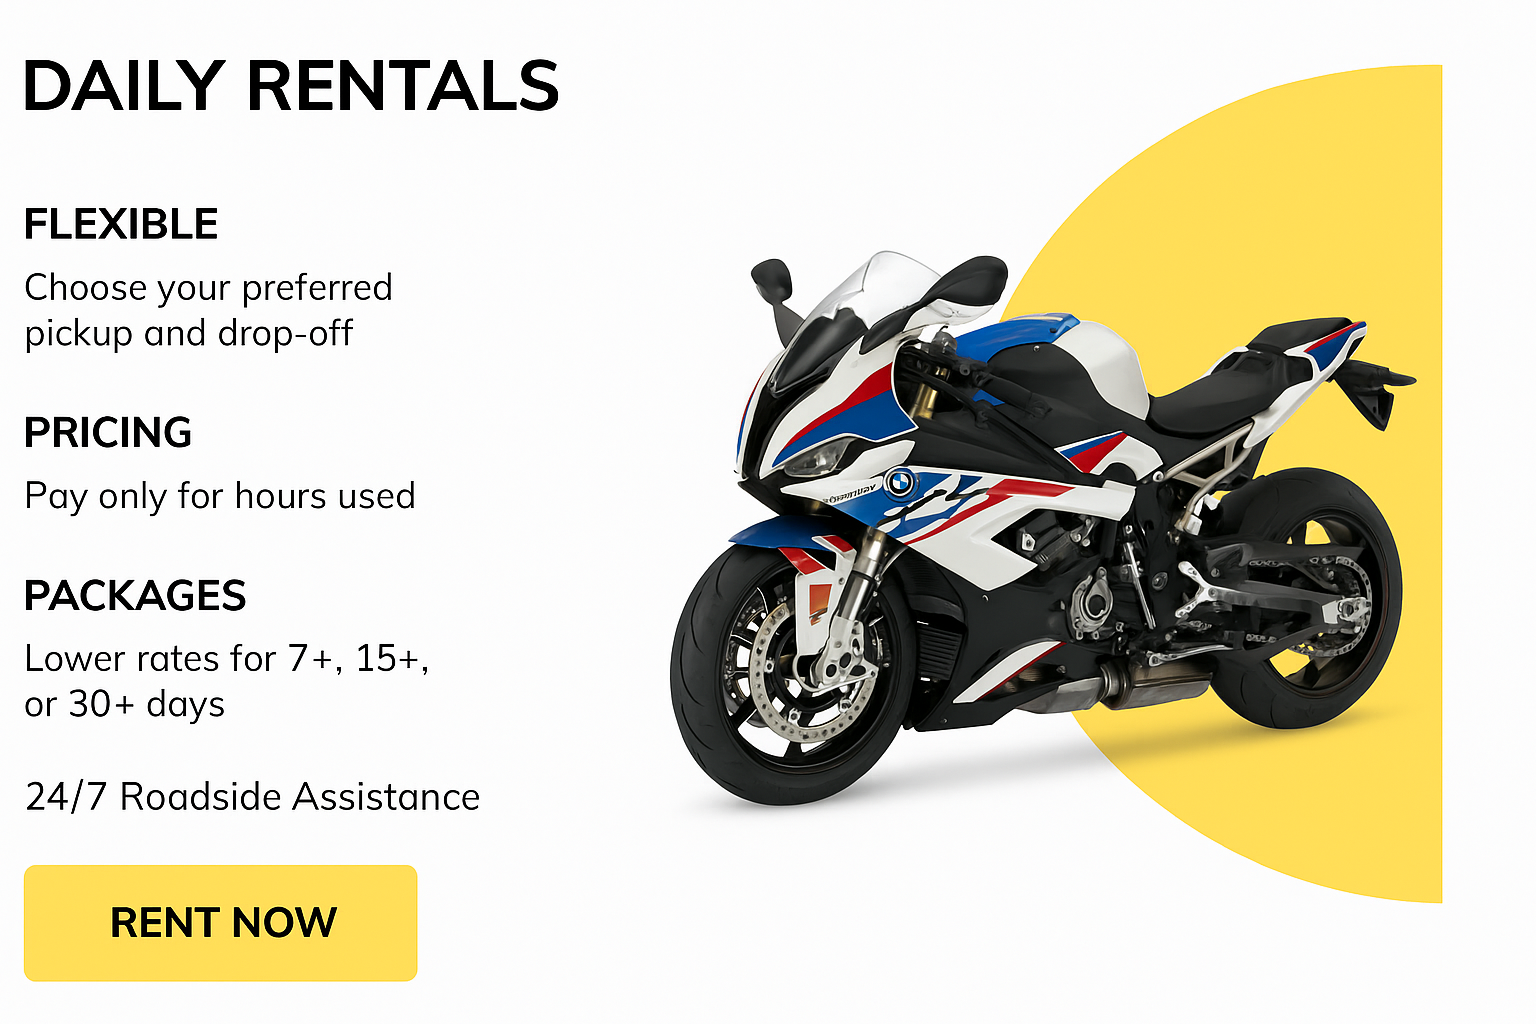 DAILY RENTALS
FLEXIBLE
Choose your preferred
pickup and drop-off
PRICING
Pay only for hours used
PACKAGES
Lower rates for 7+, 15+,
or 30+ days
24/7 Roadside Assistance
RENT NOW
BMW